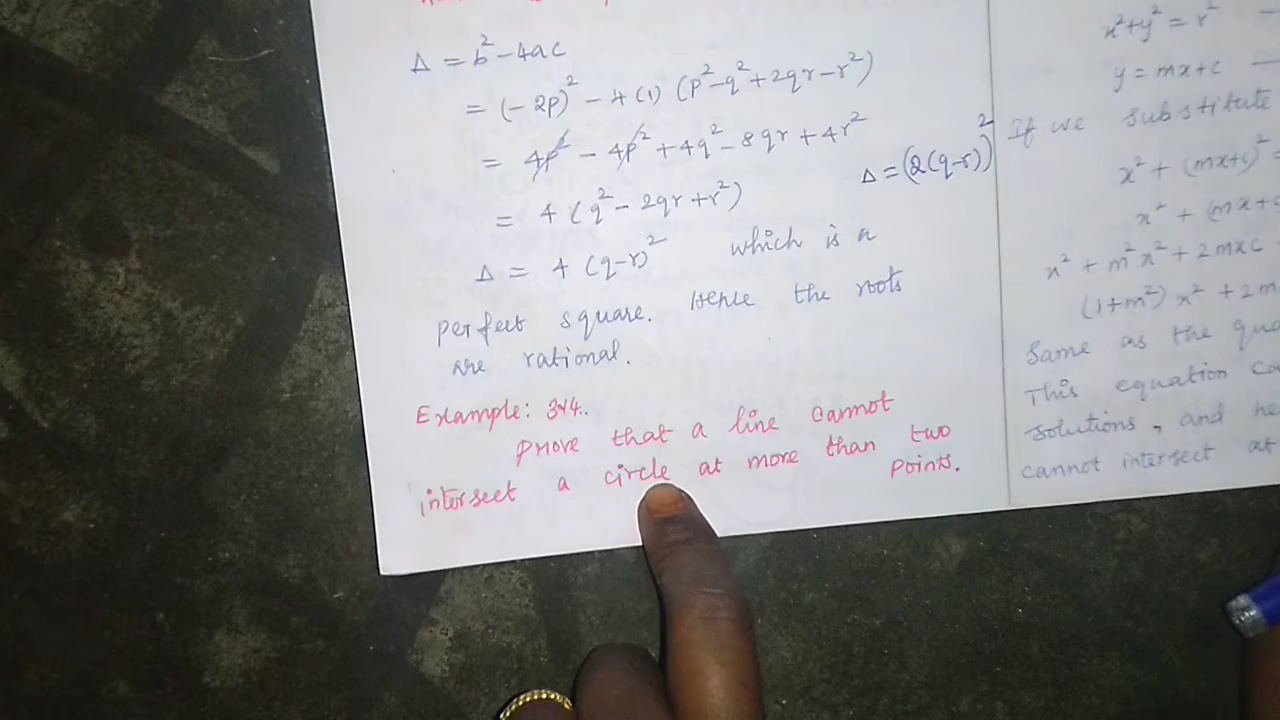 Δ = b² - 4ac
= (-2p)² - 4(1) (p² - q² + 2qr - r²)
= 4p² - 4p² + 4q² - 8qr + 4r²
Δ = (2(q-r))²
= 4 (q² - 2qr + r²)
Δ = 4 (q-r)² which is a
perfect square. Hence the roots
are rational.
Example: 3.14.
prove that a line cannot
intersect a circle at more than two
points.
x² + y² = r²
y = mx + c
If we substitute
x² + (mx+c)² =
x² + (mx +
x² + m²x² + 2mxc
(1+m²) x² + 2m
Same as the
This equation
solutions, and
cannot intersect at